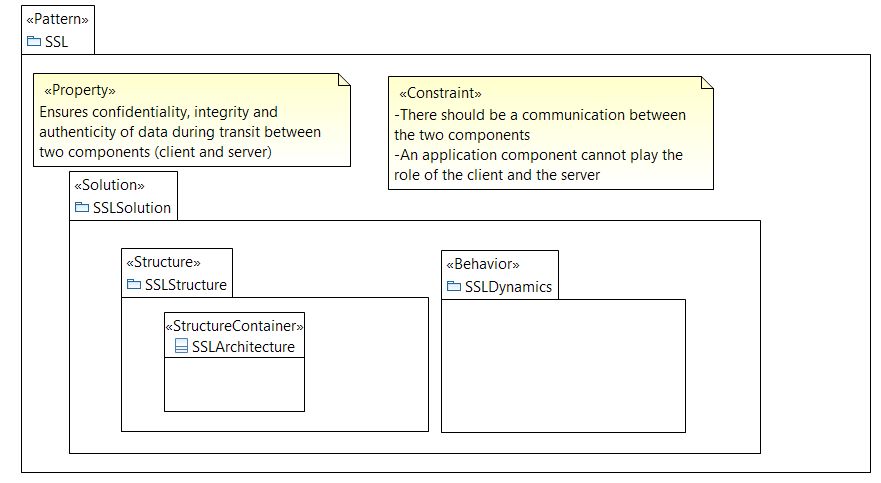 «Pattern»
SSL
«Property»
Ensures confidentiality, integrity and
authenticity of data during transit between
two components (client and server)
«Constraint»
-There should be a communication between
the two components
-An application component cannot play the
role of the client and the server
«Solution»
SSLSolution
«Structure»
SSLStructure
«StructureContainer»
SSLArchitecture
«Behavior»
SSLDynamics